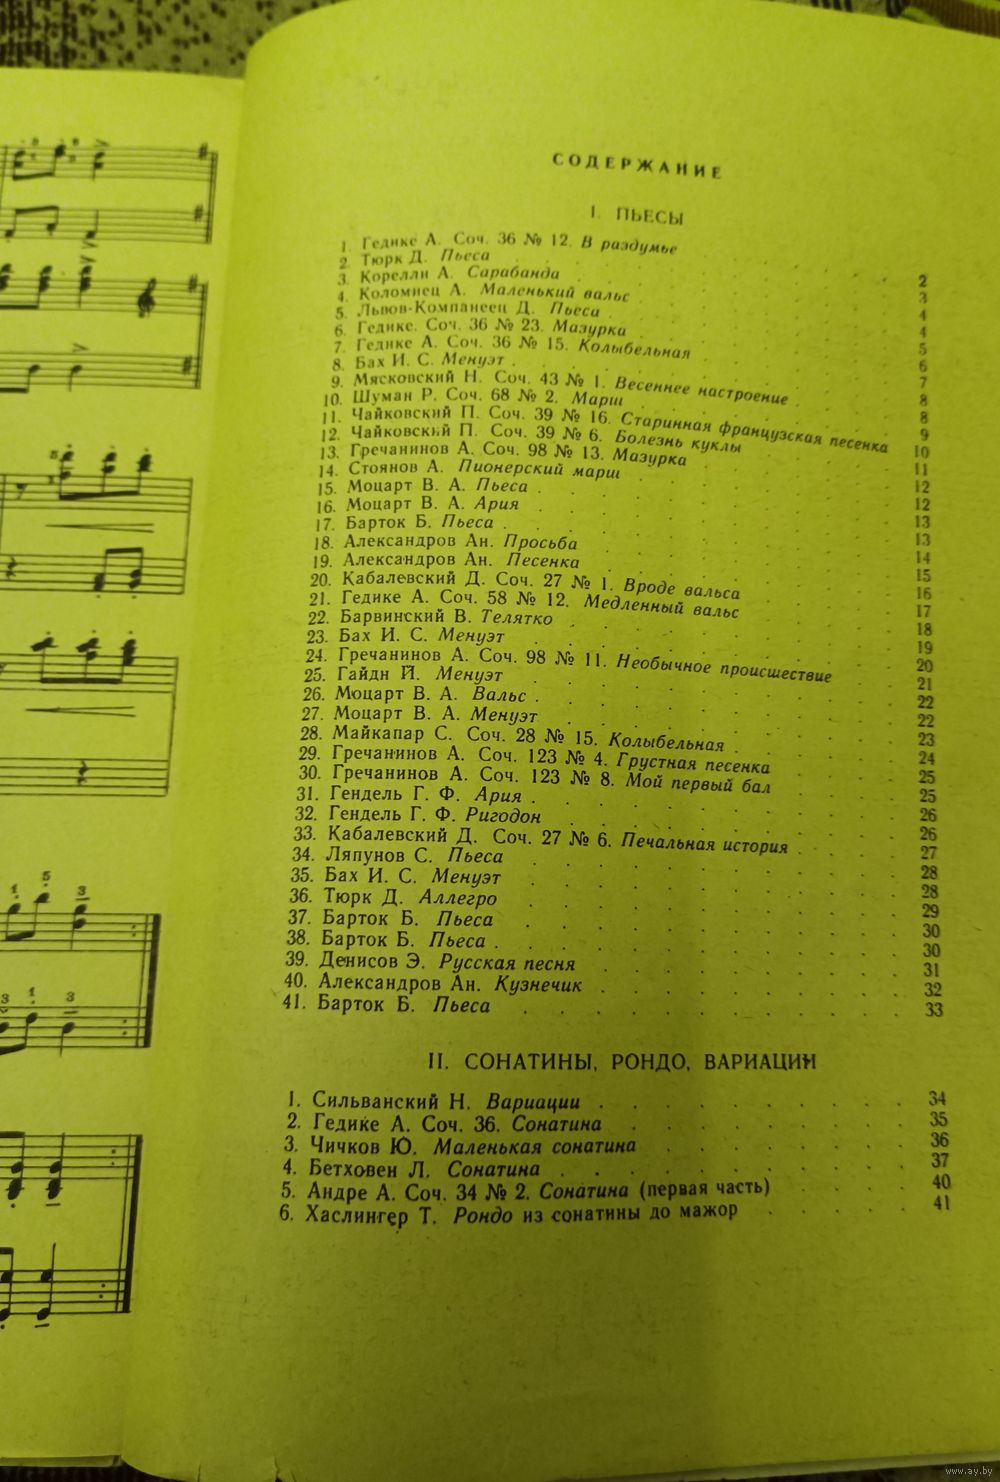 СОДЕРЖАНИЕ
I. ПЬЕСЫ
1. Гедике А. Соч. 36 № 12. В раздумье . . . 2
2. Тюрк Д. Пьеса . . . 3
3. Корелли А. Сарабанда . . . 4
4. Коломиец А. Маленький вальс . . . 4
5. Львов-Компанеец Д. Пьеса . . . 5
6. Гедике. Соч. 36 № 23. Мазурка . . . 6
7. Гедике А. Соч. 36 № 15. Колыбельная . . . 7
8. Бах И. С. Менуэт . . . 8
9. Мясковский Н. Соч. 43 № 1. Весеннее настроение . . . 8
10. Шуман Р. Соч. 68 № 2. Марш . . . 9
11. Чайковский П. Соч. 39 № 16. Старинная французская песенка 10
12. Чайковский П. Соч. 39 № 6. Болезнь куклы . . . 11
13. Гречанинов А. Соч. 98 № 13. Мазурка . . . 12
14. Стоянов А. Пионерский марш . . . 12
15. Моцарт В. А. Пьеса . . . 13
16. Моцарт В. А. Ария . . . 13
17. Барток Б. Пьеса . . . 14
18. Александров Ан. Просьба . . . 15
19. Александров Ан. Песенка . . . 16
20. Кабалевский Д. Соч. 27 № 1. Вроде вальса . . . 17
21. Гедике А. Соч. 58 № 12. Медленный вальс . . . 18
22. Барвинский В. Телятко . . . 19
23. Бах И. С. Менуэт . . . 20
24. Гречанинов А. Соч. 98 № 11. Необычное происшествие . . . 21
25. Гайдн Й. Менуэт . . . 22
26. Моцарт В. А. Вальс . . . 22
27. Моцарт В. А. Менуэт . . . 23
28. Майкапар С. Соч. 28 № 15. Колыбельная . . . 24
29. Гречанинов А. Соч. 123 № 4. Грустная песенка . . . 25
30. Гречанинов А. Соч. 123 № 8. Мой первый бал . . . 25
31. Гендель Г. Ф. Ария . . . 26
32. Гендель Г. Ф. Ригодон . . . 26
33. Кабалевский Д. Соч. 27 № 6. Печальная история . . . 27
34. Ляпунов С. Пьеса . . . 28
35. Бах И. С. Менуэт . . . 28
36. Тюрк Д. Аллегро . . . 29
37. Барток Б. Пьеса . . . 30
38. Барток Б. Пьеса . . . 30
39. Денисов Э. Русская песня . . . 31
40. Александров Ан. Кузнечик . . . 32
41. Барток Б. Пьеса . . . 33
II. СОНАТИНЫ, РОНДО, ВАРИАЦИИ
1. Сильванский Н. Вариации . . . 34
2. Гедике А. Соч. 36. Сонатина . . . 35
3. Чичков Ю. Маленькая сонатина . . . 36
4. Бетховен Л. Сонатина . . . 37
5. Андре А. Соч. 34 № 2. Сонатина (первая часть) . . . 40
6. Хаслингер Т. Рондо из сонатины до мажор . . . 41
www.ay.by